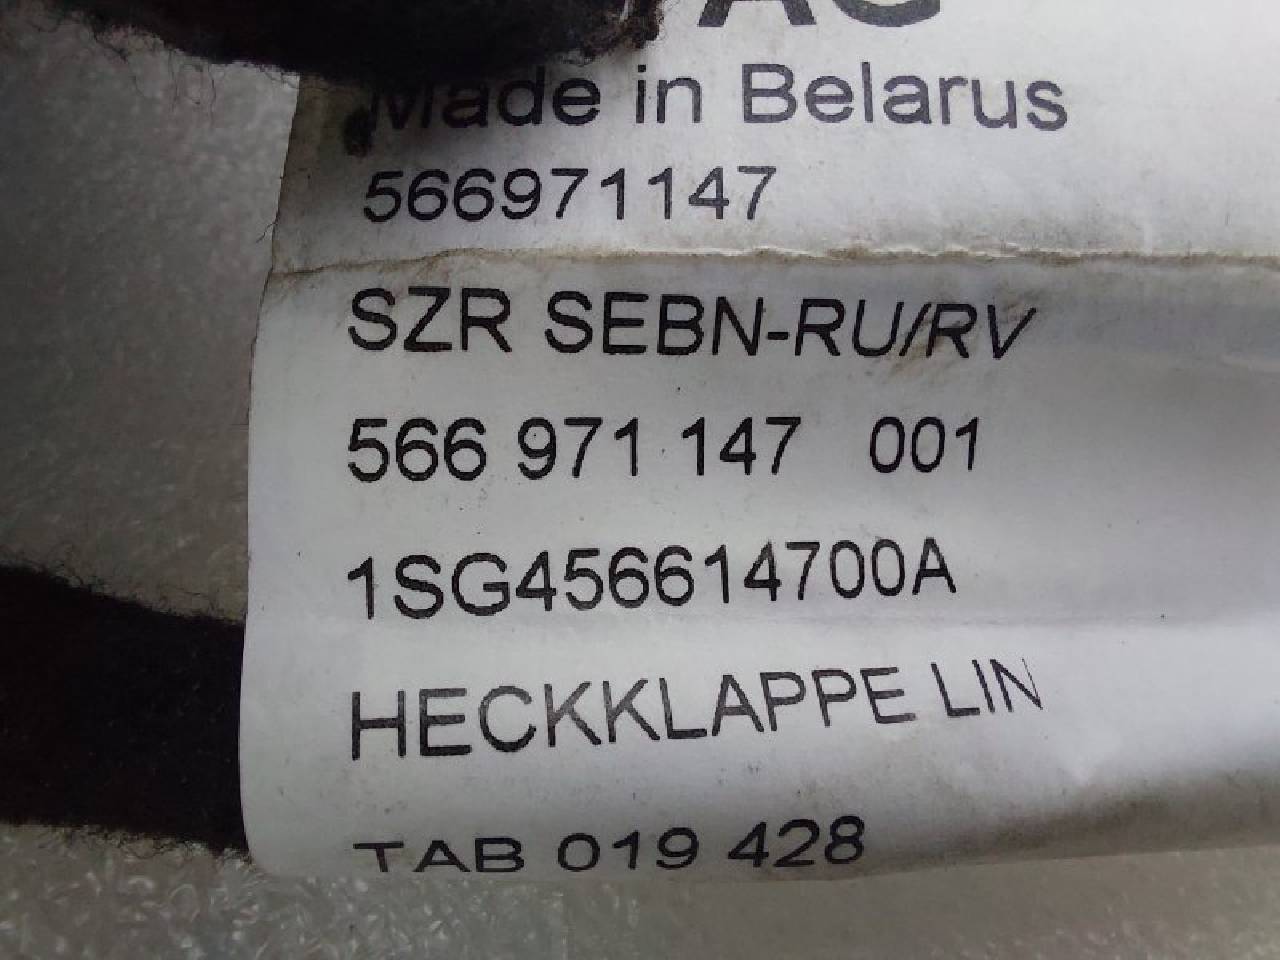 Made in Belarus
566971147
SZR SEBN-RU/RV
566 971 147 001
1SG456614700A
HECKKLAPPE LIN
TAB 019 428